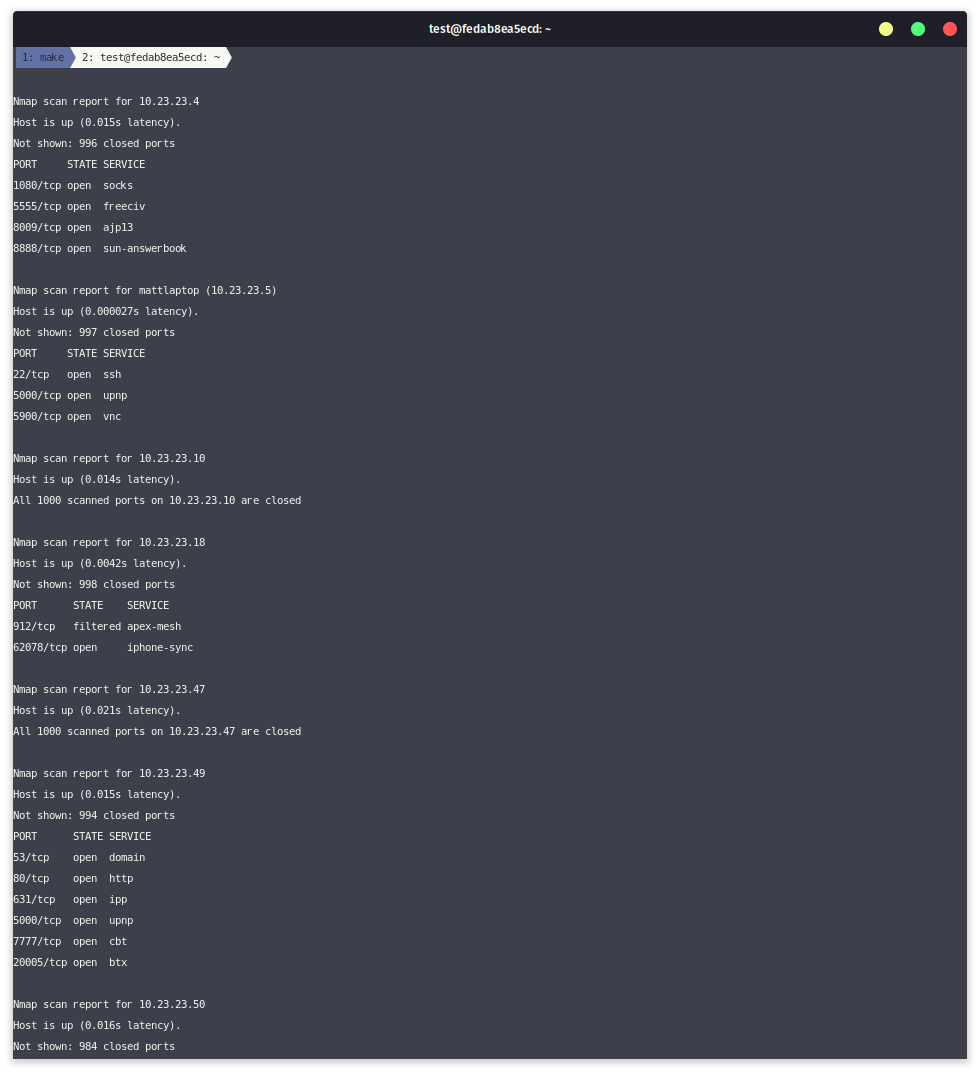 test@fedab8ea5ecd: ~
1: make 2: test@fedab8ea5ecd: ~
Nmap scan report for 10.23.23.4
Host is up (0.015s latency).
Not shown: 996 closed ports
PORT     STATE SERVICE
1080/tcp open  socks
5555/tcp open  freeciv
8009/tcp open  ajp13
8888/tcp open  sun-answerbook
Nmap scan report for mattlaptop (10.23.23.5)
Host is up (0.000027s latency).
Not shown: 997 closed ports
PORT     STATE SERVICE
22/tcp   open  ssh
5000/tcp open  upnp
5900/tcp open  vnc
Nmap scan report for 10.23.23.10
Host is up (0.014s latency).
All 1000 scanned ports on 10.23.23.10 are closed
Nmap scan report for 10.23.23.18
Host is up (0.0042s latency).
Not shown: 998 closed ports
PORT      STATE    SERVICE
912/tcp   filtered apex-mesh
62078/tcp open     iphone-sync
Nmap scan report for 10.23.23.47
Host is up (0.021s latency).
All 1000 scanned ports on 10.23.23.47 are closed
Nmap scan report for 10.23.23.49
Host is up (0.015s latency).
Not shown: 994 closed ports
PORT      STATE SERVICE
53/tcp    open  domain
80/tcp    open  http
631/tcp   open  ipp
5000/tcp  open  upnp
7777/tcp  open  cbt
20005/tcp open  btx
Nmap scan report for 10.23.23.50
Host is up (0.016s latency).
Not shown: 984 closed ports